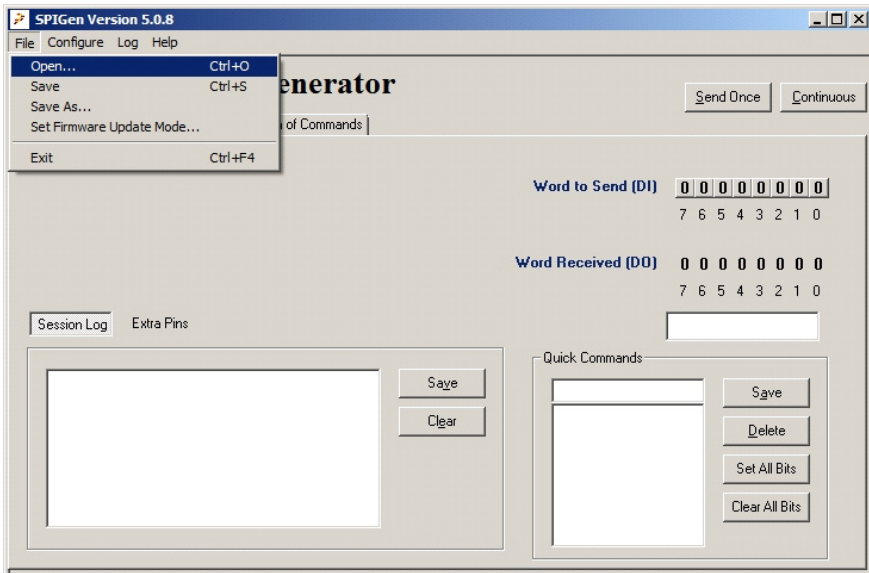 SPIGen Version 5.0.8
File Configure Log Help
Open... Ctrl+O
Save Ctrl+S
Save As...
Set Firmware Update Mode...
Exit Ctrl+F4
enerator
Send Once Continuous
of Commands
Word to Send (DI) 0 0 0 0 0 0 0 0
7 6 5 4 3 2 1 0
Word Received (DO) 0 0 0 0 0 0 0 0
7 6 5 4 3 2 1 0
Session Log Extra Pins
Save
Clear
Quick Commands
Save
Delete
Set All Bits
Clear All Bits